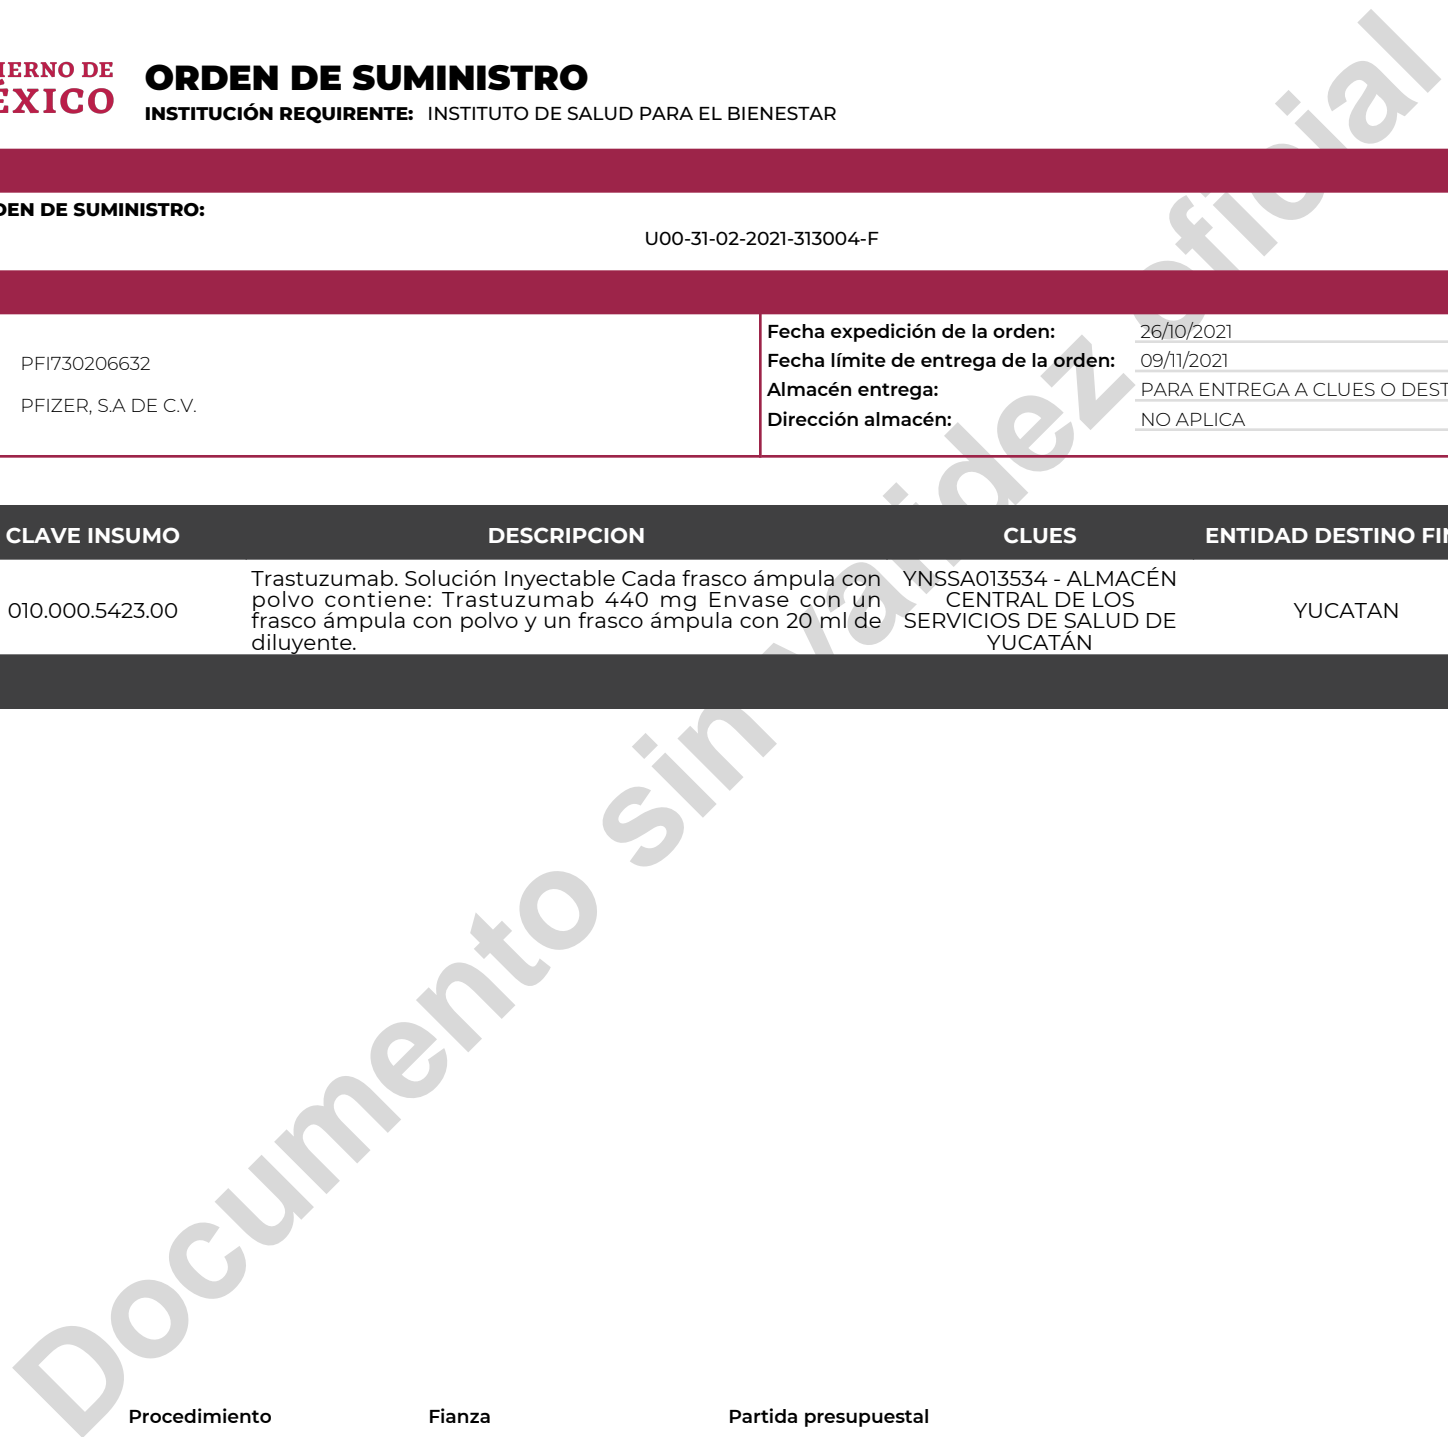 IERNO DE
ÉXICO
ORDEN DE SUMINISTRO
INSTITUCIÓN REQUIRENTE: INSTITUTO DE SALUD PARA EL BIENESTAR
DEN DE SUMINISTRO:
U00-31-02-2021-313004-F
PFI730206632
PFIZER, S.A DE C.V.
Fecha expedición de la orden: 26/10/2021
Fecha límite de entrega de la orden: 09/11/2021
Almacén entrega: PARA ENTREGA A CLUES O DEST
Dirección almacén: NO APLICA
CLAVE INSUMO DESCRIPCION CLUES ENTIDAD DESTINO FIN
010.000.5423.00
Trastuzumab. Solución Inyectable Cada frasco ámpula con
polvo contiene: Trastuzumab 440 mg Envase con un
frasco ámpula con polvo y un frasco ámpula con 20 ml de
diluyente.
YNSSA013534 - ALMACÉN
CENTRAL DE LOS
SERVICIOS DE SALUD DE
YUCATÁN
YUCATAN
Documento sin validez oficial
Procedimiento Fianza Partida presupuestal